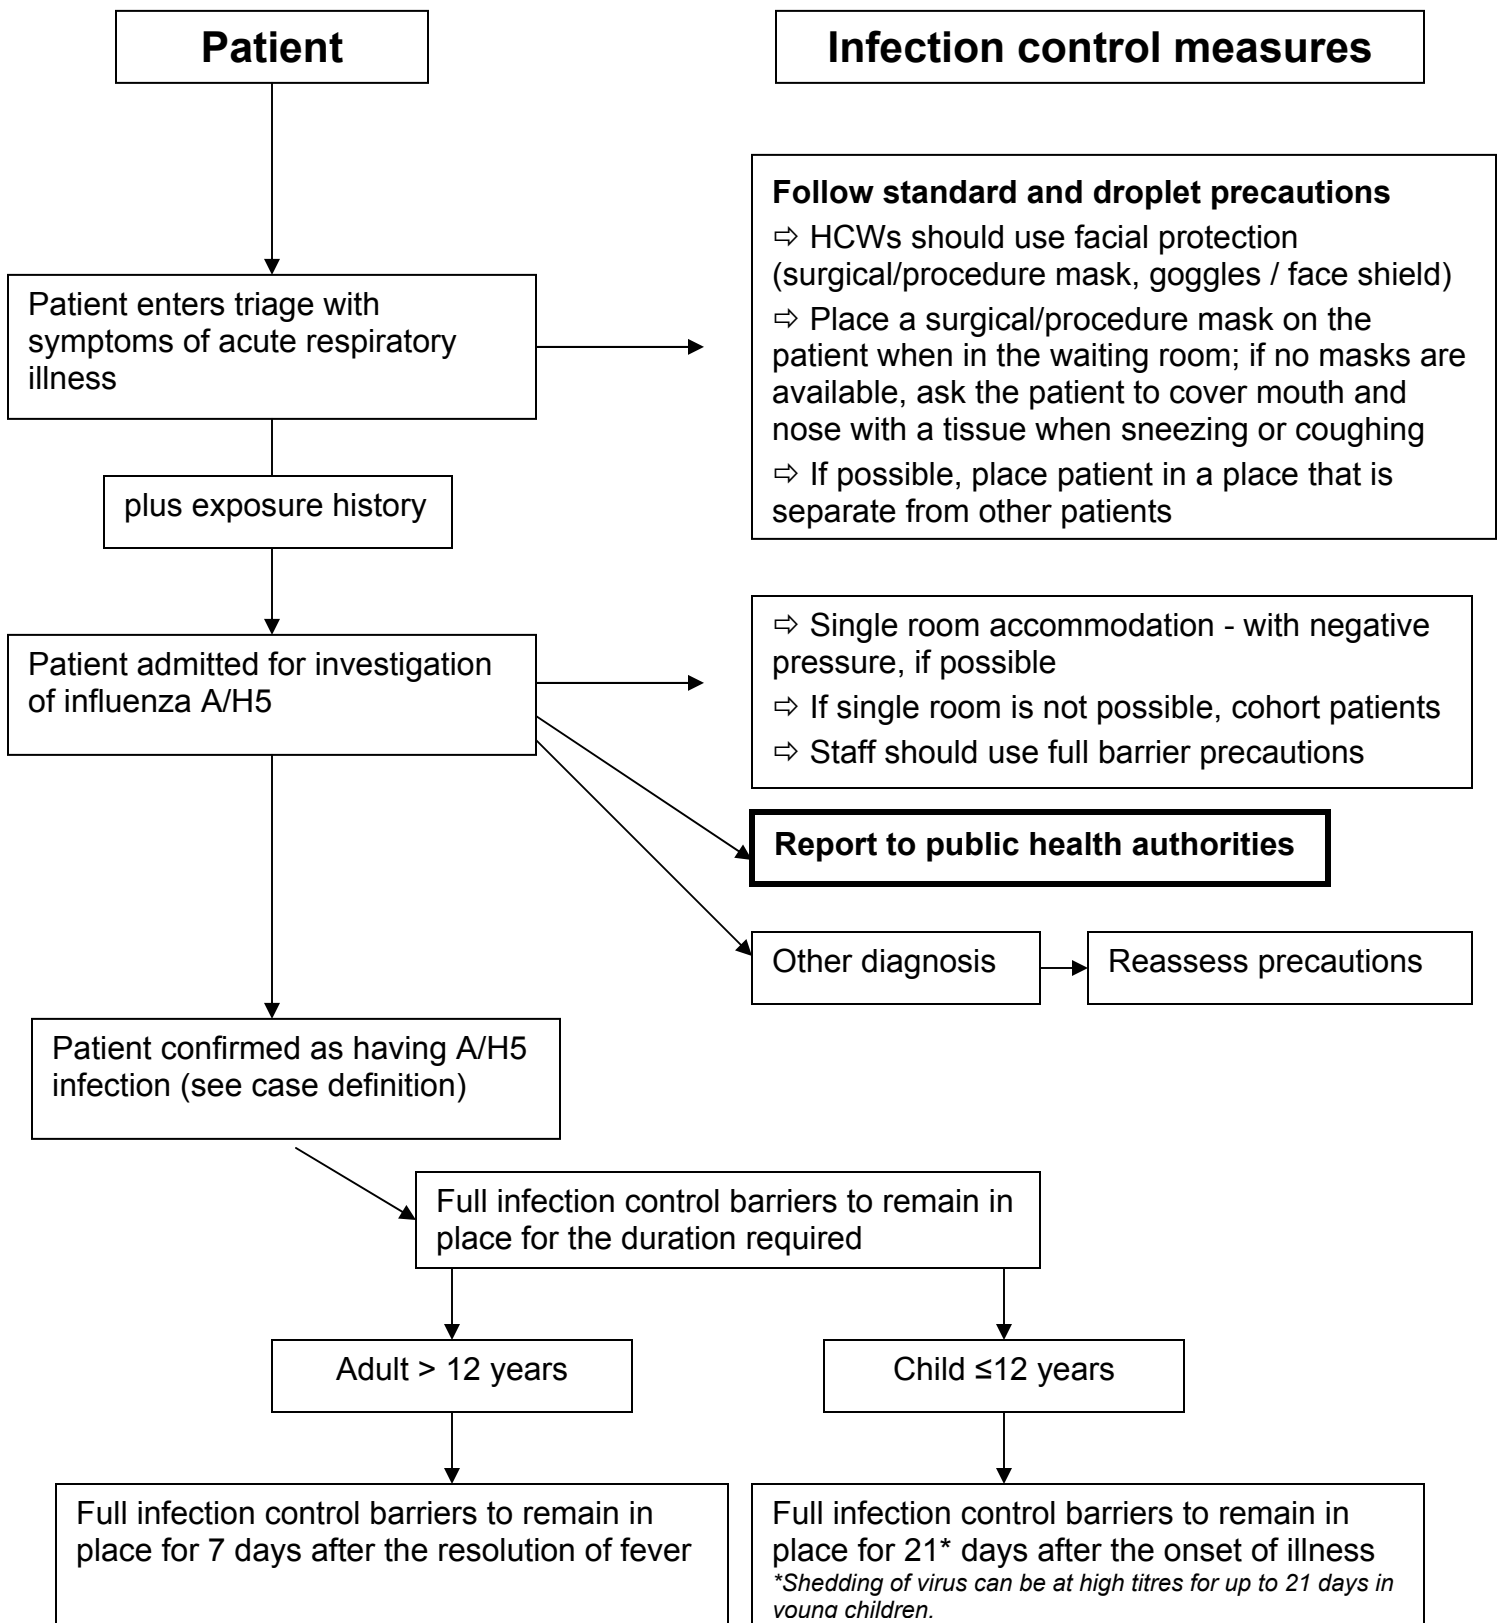 Patient
Infection control measures
Follow standard and droplet precautions
⇨ HCWs should use facial protection
(surgical/procedure mask, goggles / face shield)
⇨ Place a surgical/procedure mask on the
patient when in the waiting room; if no masks are
available, ask the patient to cover mouth and
nose with a tissue when sneezing or coughing
⇨ If possible, place patient in a place that is
separate from other patients
Patient enters triage with
symptoms of acute respiratory
illness
plus exposure history
Patient admitted for investigation
of influenza A/H5
⇨ Single room accommodation - with negative
pressure, if possible
⇨ If single room is not possible, cohort patients
⇨ Staff should use full barrier precautions
Report to public health authorities
Other diagnosis
Reassess precautions
Patient confirmed as having A/H5
infection (see case definition)
Full infection control barriers to remain in
place for the duration required
Adult > 12 years
Child ≤12 years
Full infection control barriers to remain in
place for 7 days after the resolution of fever
Full infection control barriers to remain in
place for 21* days after the onset of illness
*Shedding of virus can be at high titres for up to 21 days in
young children.